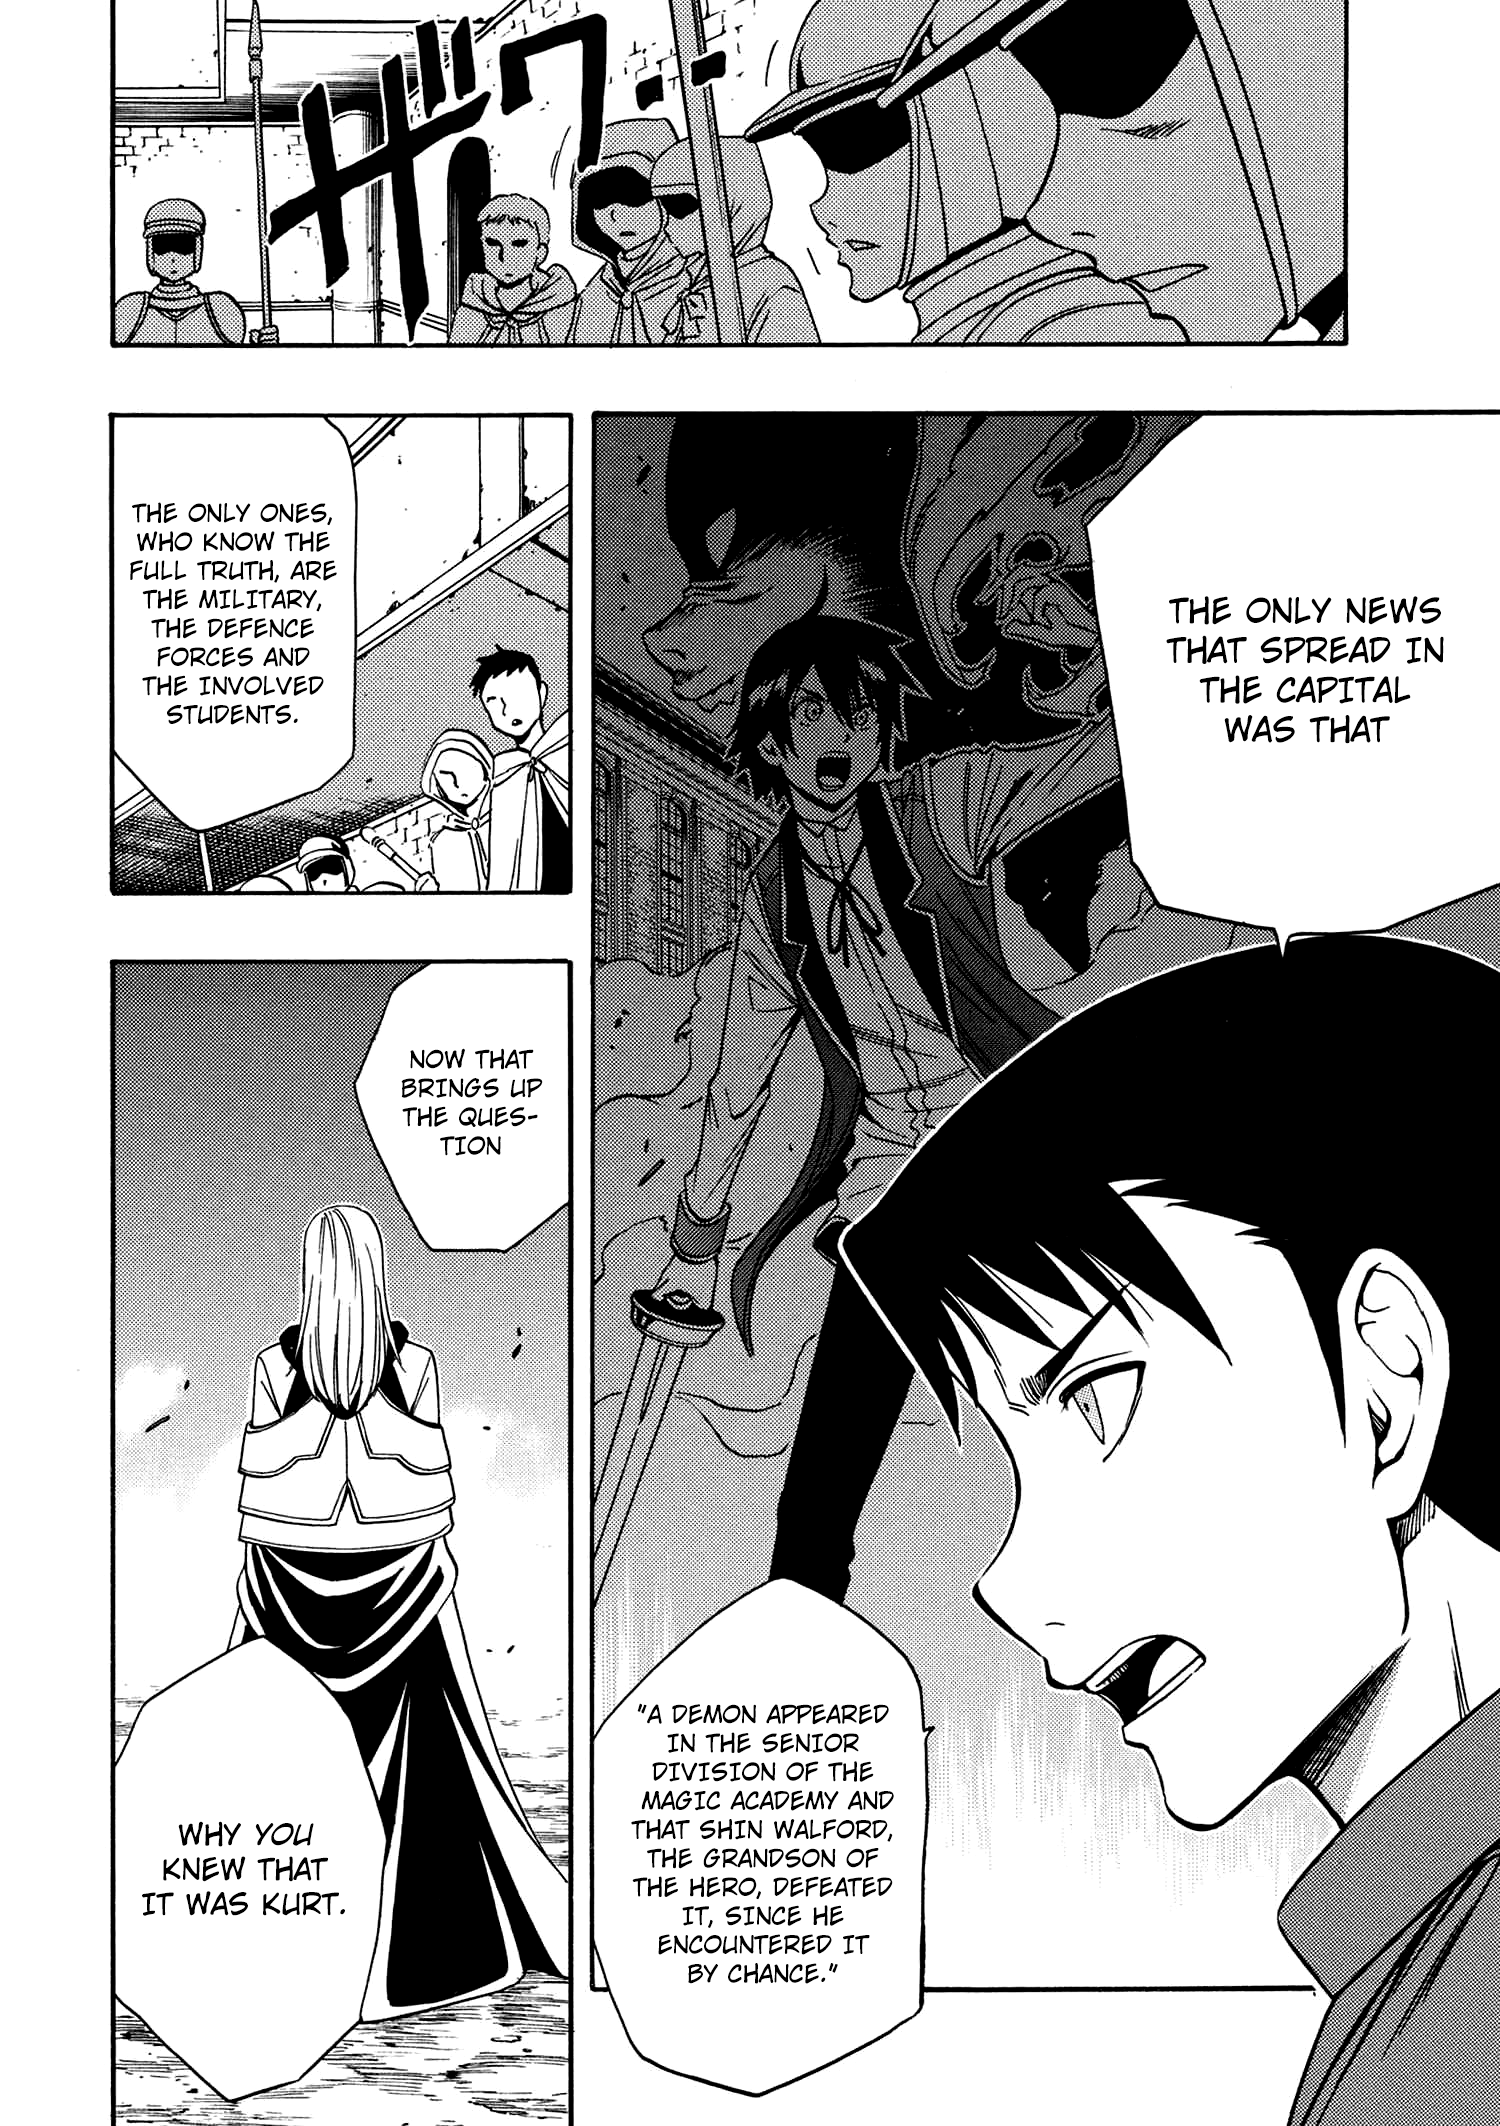 ザワ・・
THE ONLY NEWS
THAT SPREAD IN
THE CAPITAL
WAS THAT
"A DEMON APPEARED
IN THE SENIOR
DIVISION OF THE
MAGIC ACADEMY AND
THAT SHIN WALFORD,
THE GRANDSON OF
THE HERO, DEFEATED
IT, SINCE HE
ENCOUNTERED IT
BY CHANCE."
THE ONLY ONES,
WHO KNOW THE
FULL TRUTH, ARE
THE MILITARY,
THE DEFENCE
FORCES AND
THE INVOLVED
STUDENTS.
NOW THAT
BRINGS UP
THE QUES-
TION
WHY YOU
KNEW THAT
IT WAS KURT.